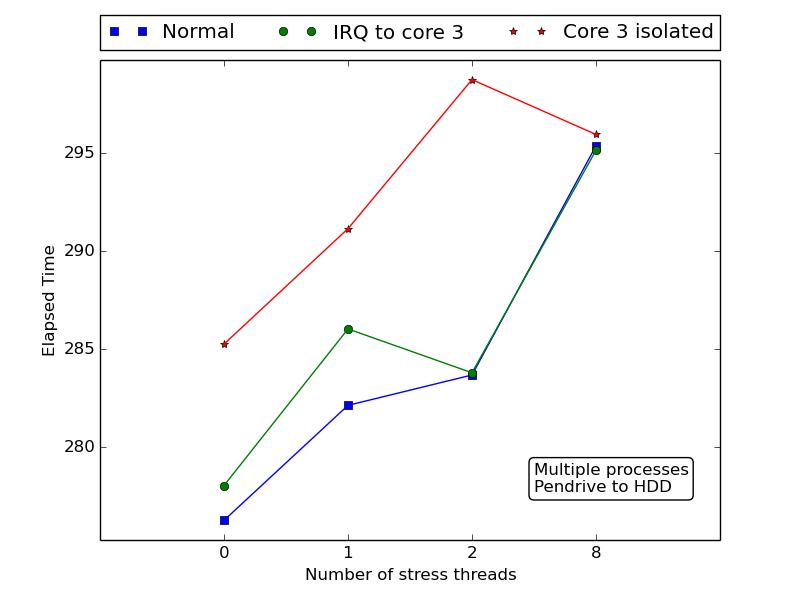 Normal IRQ to core 3 Core 3 isolated
295
290
285
280
Elapsed Time
Multiple processes
Pendrive to HDD
0 1 2 8
Number of stress threads